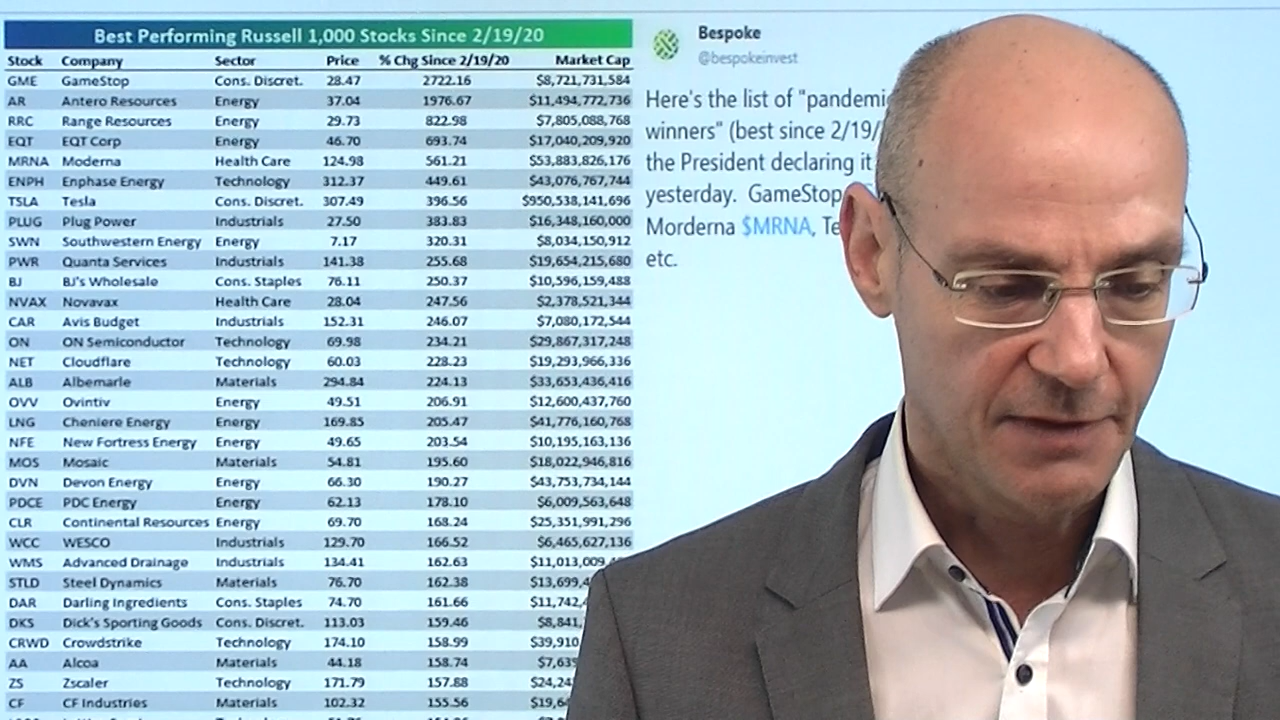 Best Performing Russell 1,000 Stocks Since 2/19/20
Stock Company Sector Price % Chg Since 2/19/20 Market Cap
GME GameStop Cons. Discret. 28.47 2722.16 $8,721,731,584
AR Antero Resources Energy 37.04 1976.67 $11,494,772,736
RRC Range Resources Energy 29.73 822.98 $7,805,088,768
EQT EQT Corp Energy 46.70 693.74 $17,040,209,920
MRNA Moderna Health Care 124.98 561.21 $53,883,826,176
ENPH Enphase Energy Technology 312.37 449.61 $43,076,767,744
TSLA Tesla Cons. Discret. 307.49 396.56 $950,538,141,696
PLUG Plug Power Industrials 27.50 383.83 $16,348,160,000
SWN Southwestern Energy Energy 7.17 320.31 $8,034,150,912
PWR Quanta Services Industrials 141.38 255.68 $19,654,215,680
BJ BJ's Wholesale Cons. Staples 76.11 250.37 $10,596,159,488
NVAX Novavax Health Care 28.04 247.56 $2,378,521,344
CAR Avis Budget Industrials 152.31 246.07 $7,080,172,544
ON ON Semiconductor Technology 69.98 234.21 $29,867,317,248
NET Cloudflare Technology 60.03 228.23 $19,293,966,336
ALB Albemarle Materials 294.84 224.13 $33,653,436,416
OVV Ovintiv Energy 49.51 206.91 $12,600,437,760
LNG Cheniere Energy Energy 169.85 205.47 $41,776,160,768
NFE New Fortress Energy Energy 49.65 203.54 $10,195,163,136
MOS Mosaic Materials 54.81 195.60 $18,022,946,816
DVN Devon Energy Energy 66.30 190.27 $43,753,734,144
PDCE PDC Energy Energy 62.13 178.10 $6,009,563,648
CLR Continental Resources Energy 69.70 168.24 $25,351,991,296
WCC WESCO Industrials 129.70 166.52 $6,465,627,136
WMS Advanced Drainage Industrials 134.41 162.63 $11,013,009
STLD Steel Dynamics Materials 76.70 162.38 $13,699,
DAR Darling Ingredients Cons. Staples 74.70 161.66 $11,742,
DKS Dick's Sporting Goods Cons. Discret. 113.03 159.46 $8,841,
CRWD Crowdstrike Technology 174.10 158.99 $39,910
AA Alcoa Materials 44.18 158.74 $7,639
ZS Zscaler Technology 171.79 157.88 $24,24
CF CF Industries Materials 102.32 155.56 $19,6
Bespoke
@bespokeinvest
Here's the list of "pandemi
winners" (best since 2/19/
the President declaring it
yesterday. GameStop
Morderna $MRNA, Te
etc.